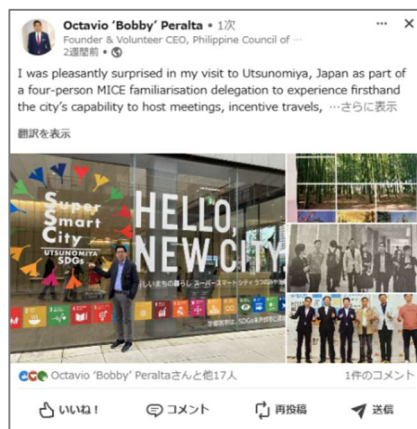 Octavio ‘Bobby’ Peralta • 1次
Founder & Volunteer CEO, Philippine Council of …
2週間前 •
I was pleasantly surprised in my visit to Utsunomiya, Japan as part of
a four-person MICE familiarisation delegation to experience firsthand
the city's capability to host meetings, incentive travels, …さらに表示
翻訳を表示
Super
Smart
City
UTSUNOMIYA
SDGs
HELLO,
NEW CITY.
Octavio ‘Bobby’ Peraltaさんと他17人
1件のコメント
いいね！
コメント
再投稿
送信